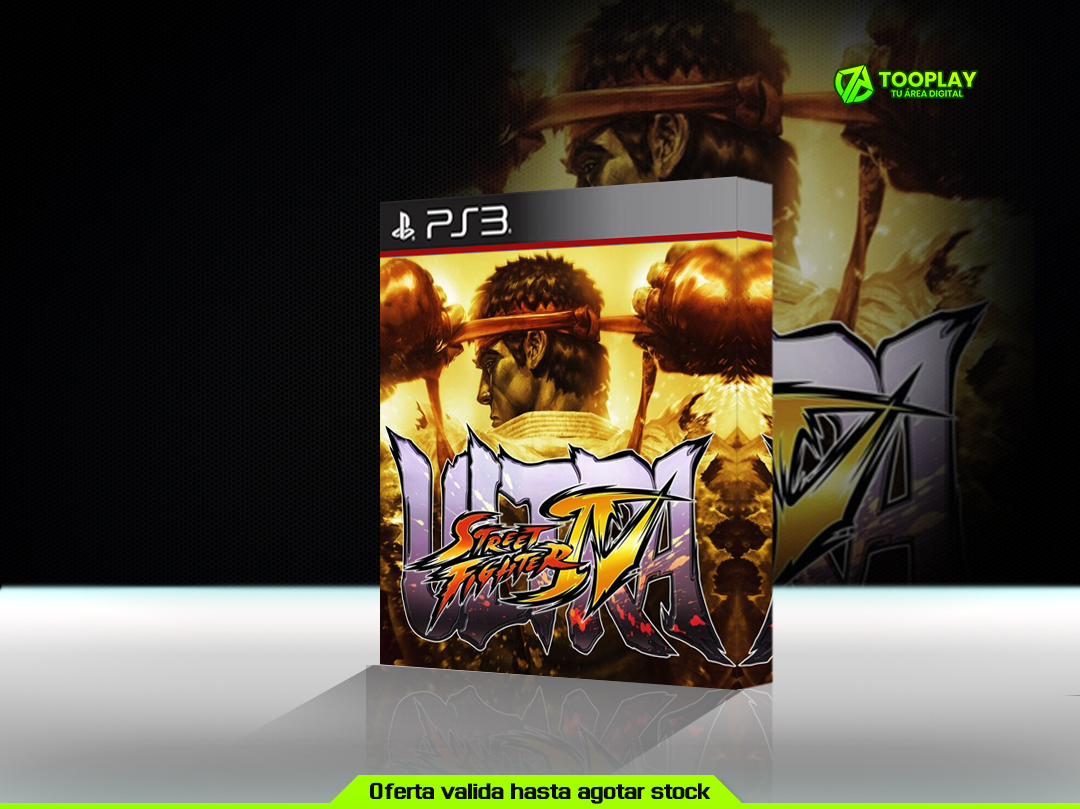 TOOPLAY
TU ÁREA DIGITAL
PS3
ULTRA
STREET
FIGHTER IV
Oferta valida hasta agotar stock